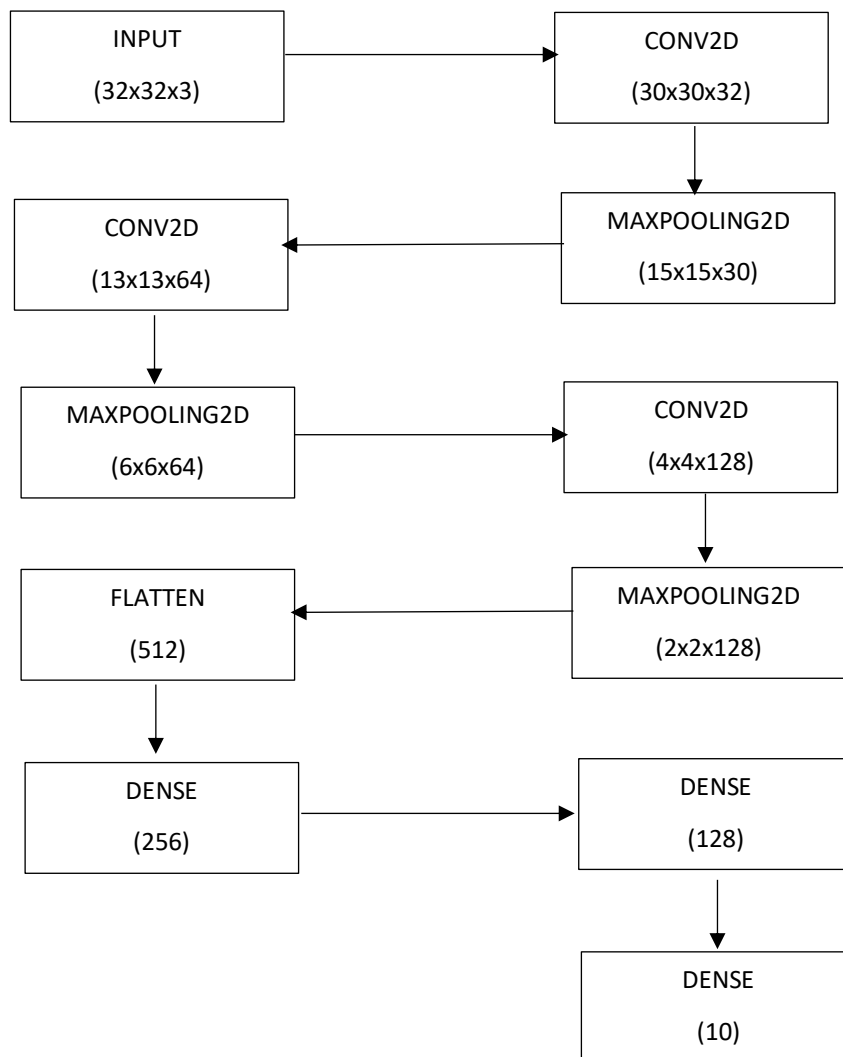 INPUT
(32x32x3)
CONV2D
(30x30x32)
MAXPOOLING2D
(15x15x30)
CONV2D
(13x13x64)
MAXPOOLING2D
(6x6x64)
CONV2D
(4x4x128)
MAXPOOLING2D
(2x2x128)
FLATTEN
(512)
DENSE
(256)
DENSE
(128)
DENSE
(10)